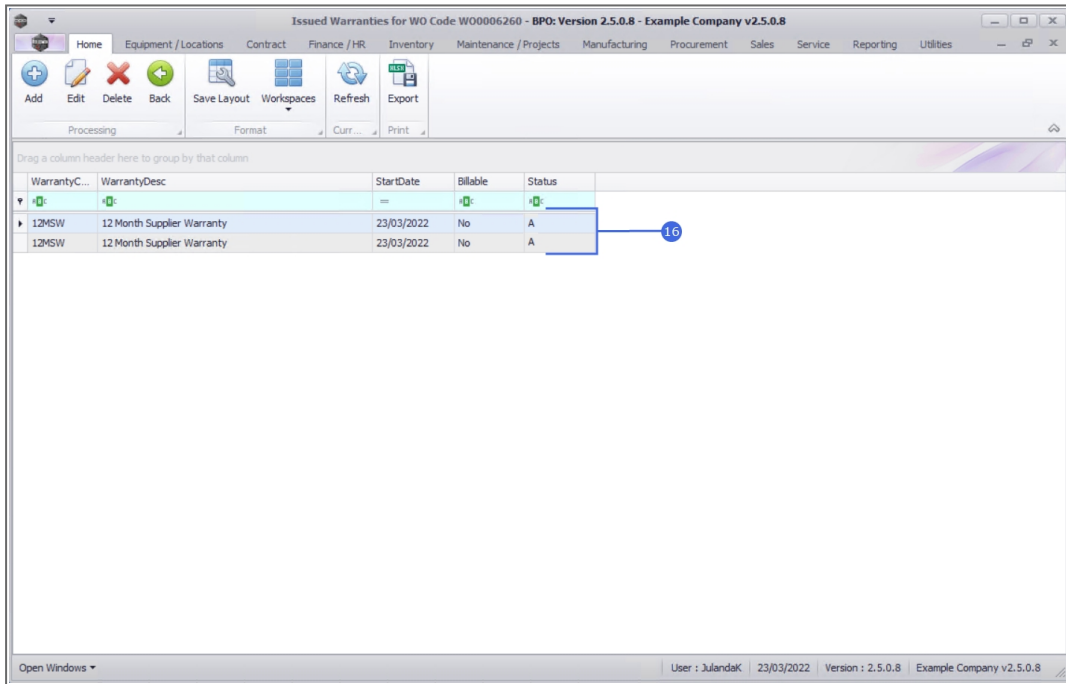 Issued Warranties for WO Code WO0006260 - BPO: Version 2.5.0.8 - Example Company v2.5.0.8
Home Equipment / Locations Contract Finance / HR Inventory Maintenance / Projects Manufacturing Procurement Sales Service Reporting Utilities
Add Edit Delete Back Save Layout Workspaces Refresh Export
Processing Format Curr... Print
Drag a column header here to group by that column
WarrantyC... WarrantyDesc StartDate Billable Status
=
12MSW 12 Month Supplier Warranty 23/03/2022 No A
16
12MSW 12 Month Supplier Warranty 23/03/2022 No A
Open Windows User : JulandaK 23/03/2022 Version : 2.5.0.8 Example Company v2.5.0.8